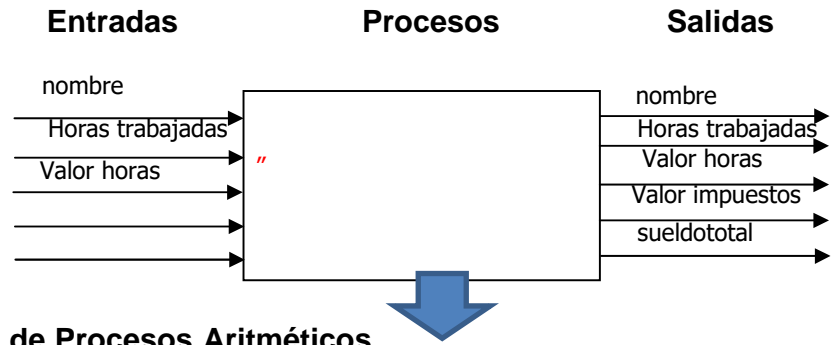 Entradas Procesos Salidas
nombre
Horas trabajadas
Valor horas
"
nombre
Horas trabajadas
Valor horas
Valor impuestos
sueldototal
de Procesos Aritméticos